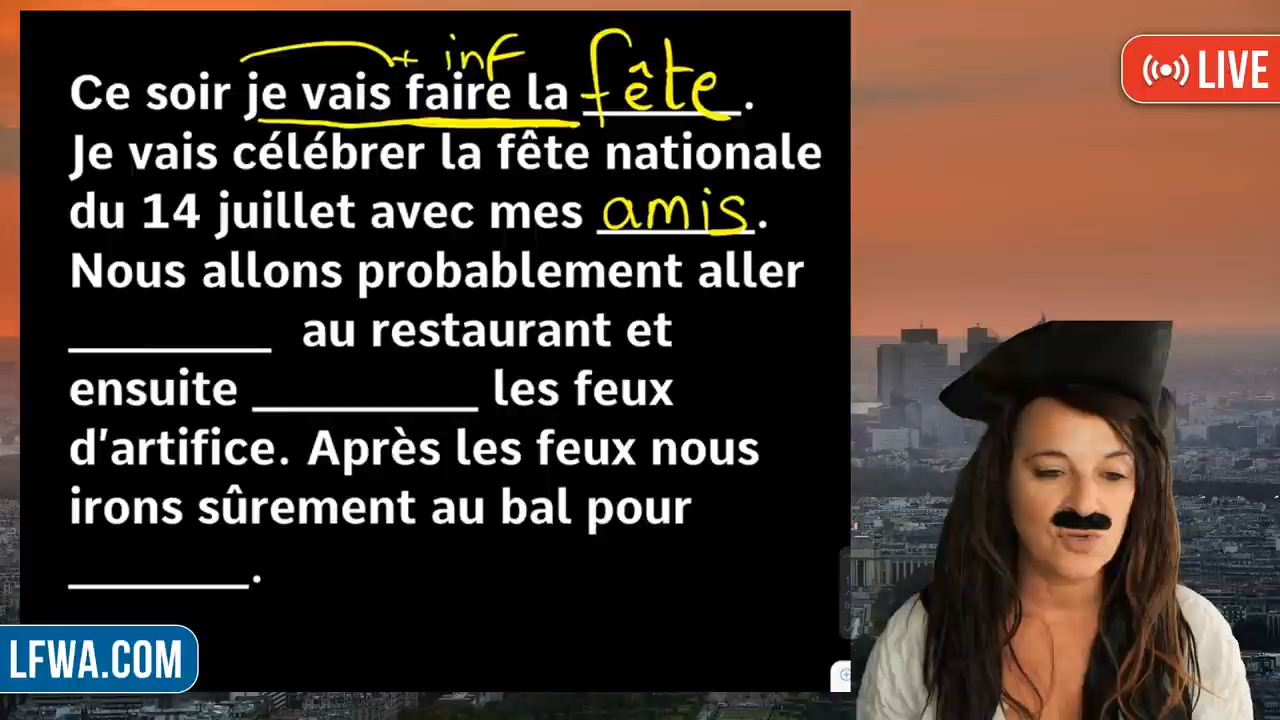 + inf
Ce soir je vais faire la fête.
Je vais célébrer la fête nationale
du 14 juillet avec mes amis.
Nous allons probablement aller
_________ au restaurant et
ensuite __________ les feux
d'artifice. Après les feux nous
irons sûrement au bal pour
________.
LIVE
LFWA.COM